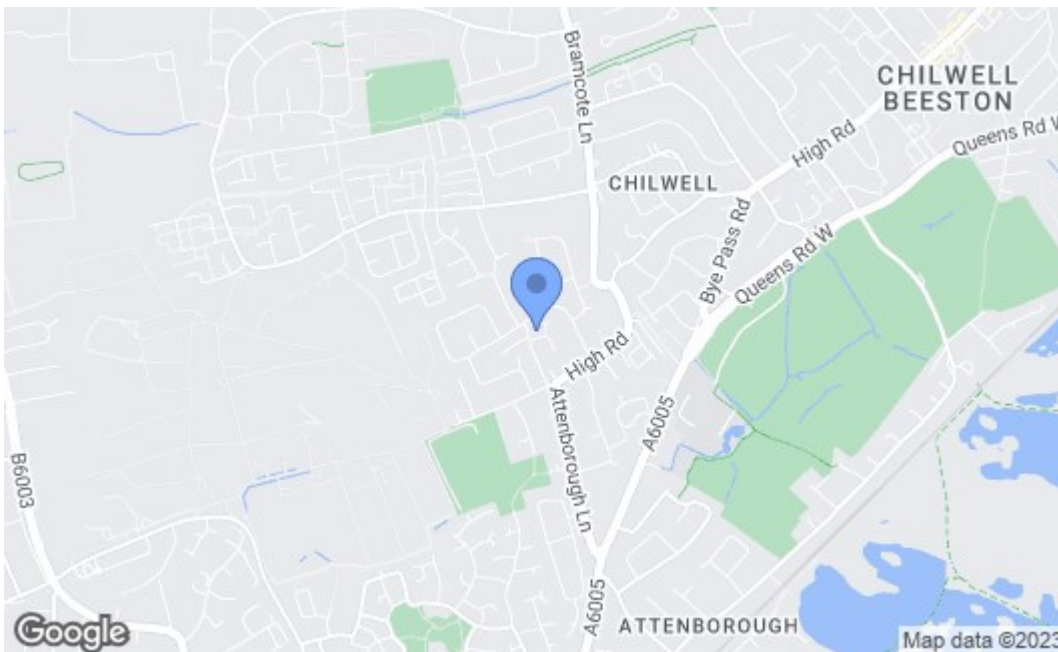 Bramcote Ln
CHILWELL
BEESTON
Queens Rd W
High Rd
CHILWELL
Bye Pass Rd
Queens Rd W
High Rd
Attenborough Ln
A6005
B6003
A6005
ATTENBOROUGH
Google
Map data ©2023